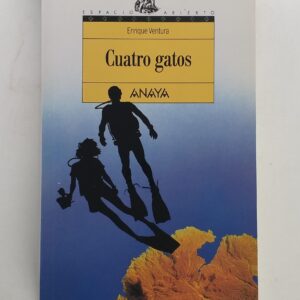 ESPACIO ABIERTO
Enrique Ventura
Cuatro gatos
ANAYA